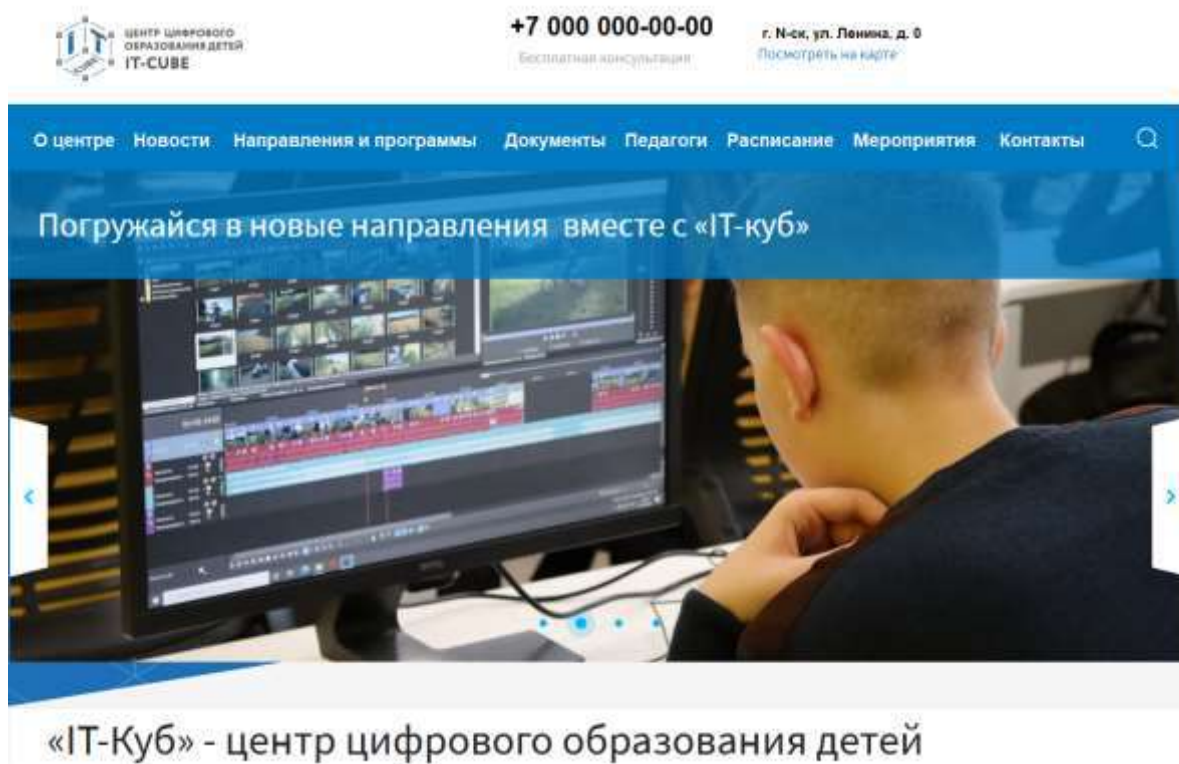 ЦЕНТР ЦИФРОВОГО
ОБРАЗОВАНИЯ ДЕТЕЙ
IT-CUBE
+7 000 000-00-00
Бесплатная консультация
г. N-ск, ул. Ленина, д. 0
Посмотреть на карте
О центре Новости Направления и программы Документы Педагоги Расписание Мероприятия Контакты
Погружайся в новые направления вместе с «IT-куб»
«IT-Куб» - центр цифрового образования детей